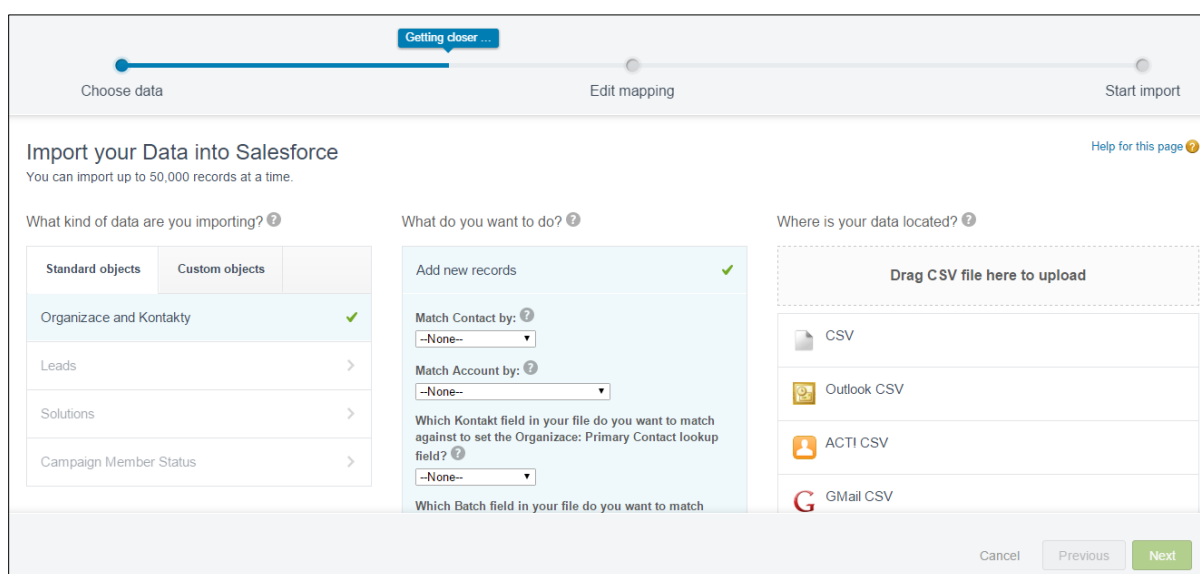 Getting closer ...
Choose data
Edit mapping
Start import
Import your Data into Salesforce
Help for this page
You can import up to 50,000 records at a time.
What kind of data are you importing? ?
Standard objects
Custom objects
Organizace and Kontakty
Leads
Solutions
Campaign Member Status
What do you want to do? ?
Add new records
Match Contact by: ?
--None--
Match Account by: ?
--None--
Which Kontakt field in your file do you want to match
against to set the Organizace: Primary Contact lookup
field? ?
--None--
Which Batch field in your file do you want to match
Where is your data located? ?
Drag CSV file here to upload
CSV
Outlook CSV
ACT! CSV
GMail CSV
Cancel
Previous
Next